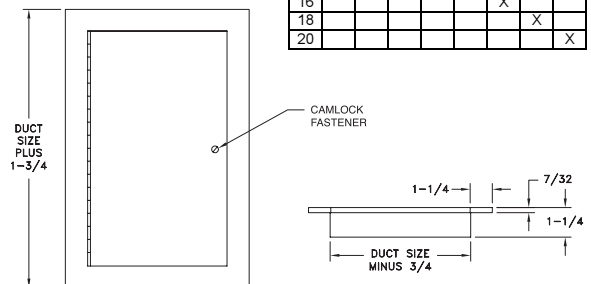 16 X
18 X
20 X
CAMLOCK
FASTENER
DUCT
SIZE
PLUS
1-3/4
1-1/4
7/32
1-1/4
DUCT SIZE
MINUS 3/4